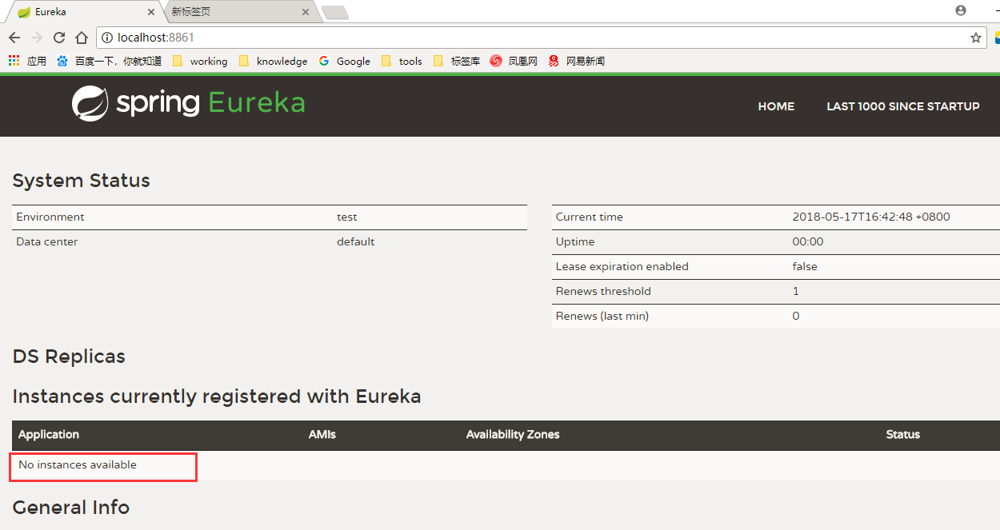 Eureka
新标签页
localhost:8861
应用 百度一下，你就知道 working knowledge Google tools 标签库 凤凰网 网易新闻
spring Eureka
HOME LAST 1000 SINCE STARTUP
System Status
Environment test
Data center default
Current time 2018-05-17T16:42:48 +0800
Uptime 00:00
Lease expiration enabled false
Renews threshold 1
Renews (last min) 0
DS Replicas
Instances currently registered with Eureka
Application AMIs Availability Zones Status
No instances available
General Info